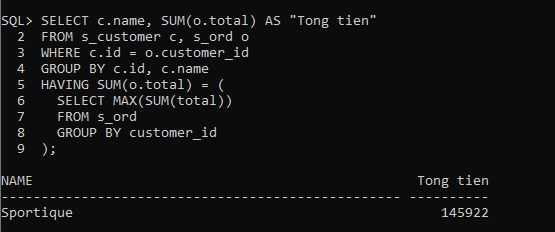 SQL> SELECT c.name, SUM(o.total) AS "Tong tien"
  2  FROM s_customer c, s_ord o
  3  WHERE c.id = o.customer_id
  4  GROUP BY c.id, c.name
  5  HAVING SUM(o.total) = (
  6    SELECT MAX(SUM(total))
  7    FROM s_ord
  8    GROUP BY customer_id
  9  );
NAME                                                Tong tien
-------------------------------------------------- ----------
Sportique                                              145922